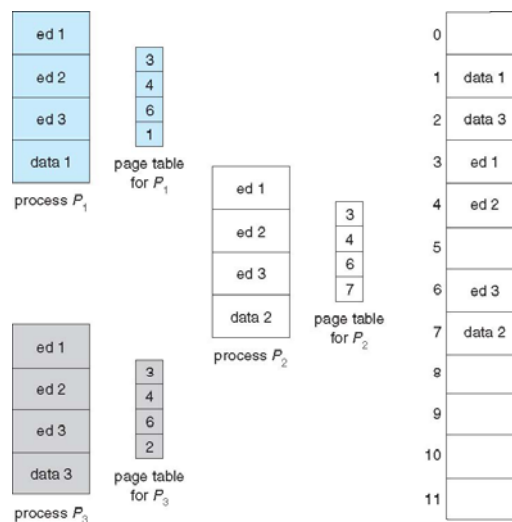 ed 1
ed 2
ed 3
data 1
process P1
3
4
6
1
page table
for P1
ed 1
ed 2
ed 3
data 2
process P2
3
4
6
7
page table
for P2
ed 1
ed 2
ed 3
data 3
process P3
3
4
6
2
page table
for P3
0
1 data 1
2 data 3
3 ed 1
4 ed 2
5
6 ed 3
7 data 2
8
9
10
11